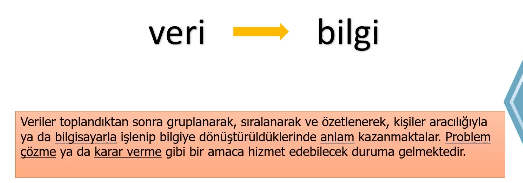 veri bilgi
Veriler toplandıktan sonra gruplanarak, sıralanarak ve özetlenerek, kişiler aracılığıyla
ya da bilgisayarla işlenip bilgiye dönüştürüldüklerinde anlam kazanmaktalar. Problem
çözme ya da karar verme gibi bir amaca hizmet edebilecek duruma gelmektedir.